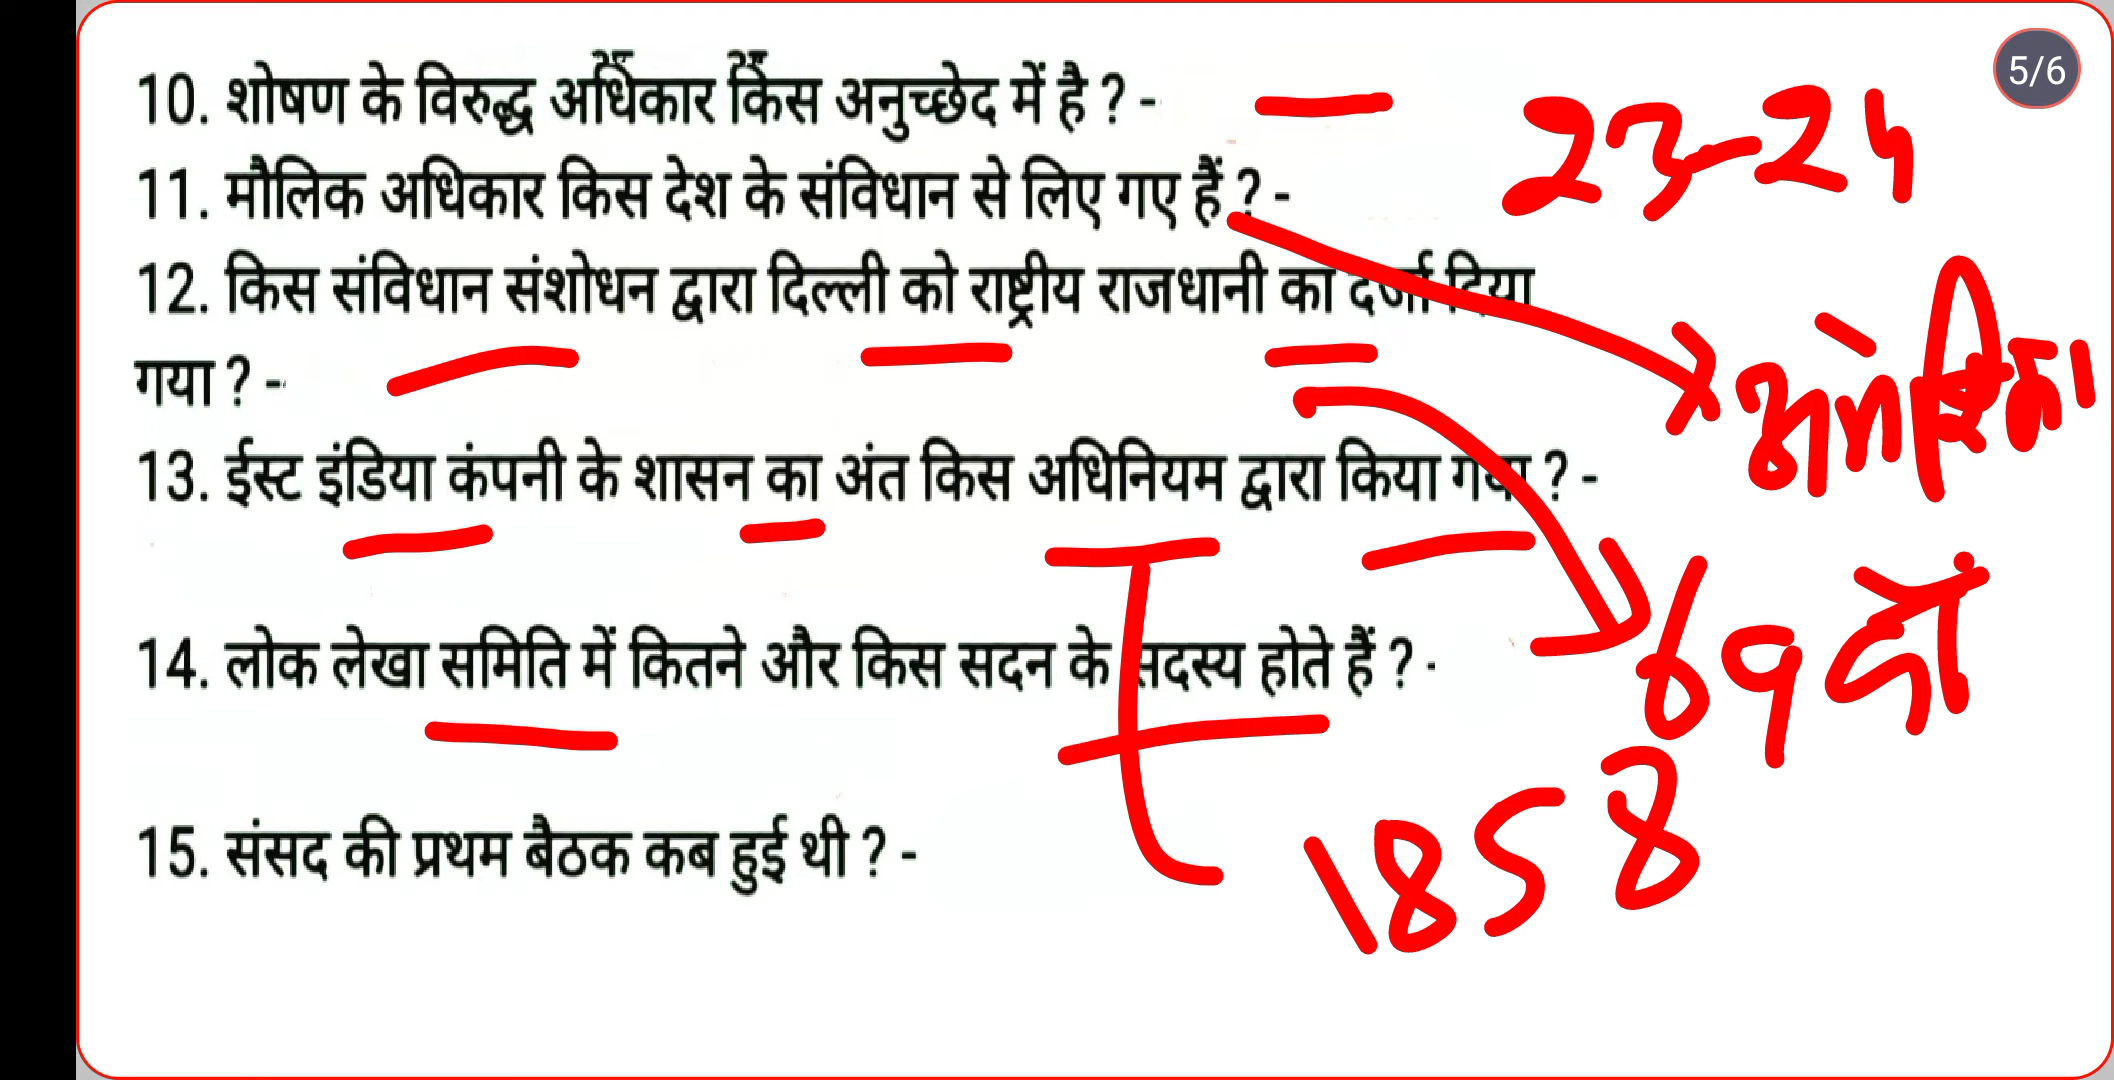 5/6
10. शोषण के विरुद्ध अधिकार किस अनुच्छेद में है ? -
23-24
11. मौलिक अधिकार किस देश के संविधान से लिए गए हैं ? -
12. किस संविधान संशोधन द्वारा दिल्ली को राष्ट्रीय राजधानी का दर्जा दिया
गया ? -
अमेरिका
13. ईस्ट इंडिया कंपनी के शासन का अंत किस अधिनियम द्वारा किया गया ? -
69वाँ
14. लोक लेखा समिति में कितने और किस सदन के सदस्य होते हैं ? -
1858
15. संसद की प्रथम बैठक कब हुई थी ? -